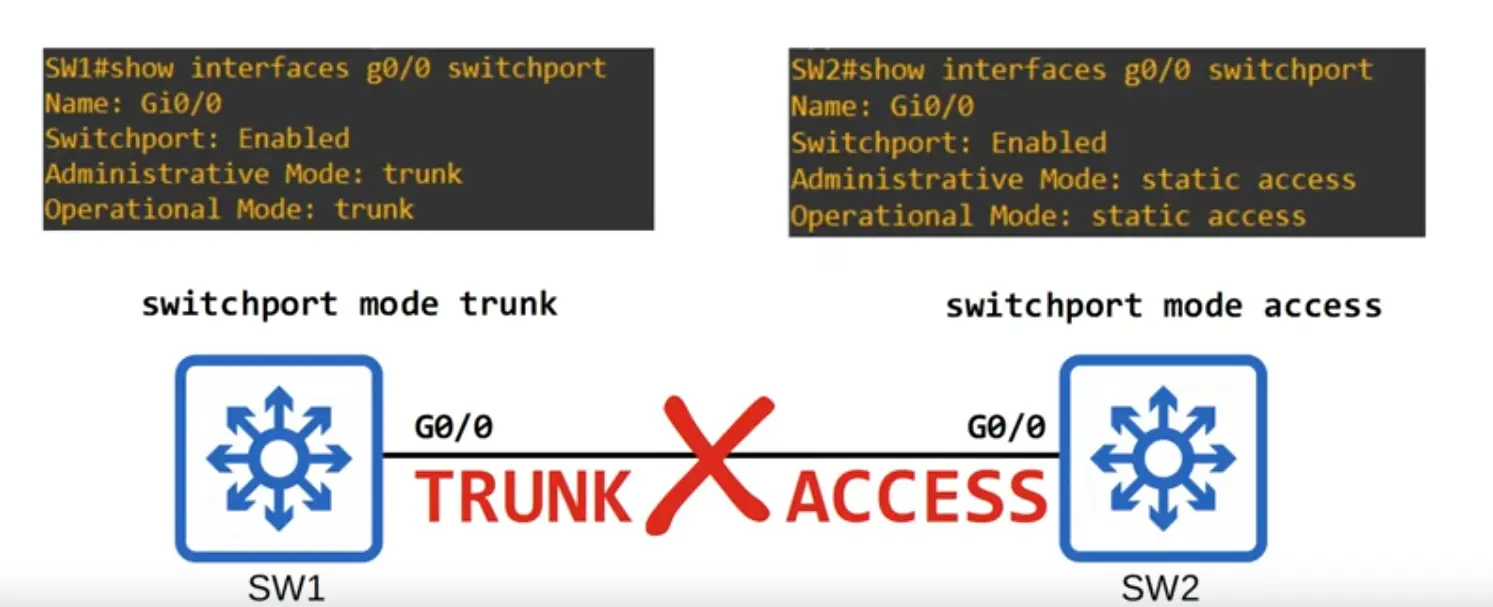 SW1#show interfaces g0/0 switchport
Name: Gi0/0
Switchport: Enabled
Administrative Mode: trunk
Operational Mode: trunk
SW2#show interfaces g0/0 switchport
Name: Gi0/0
Switchport: Enabled
Administrative Mode: static access
Operational Mode: static access
switchport mode trunk
switchport mode access
G0/0
G0/0
TRUNK
ACCESS
SW1
SW2